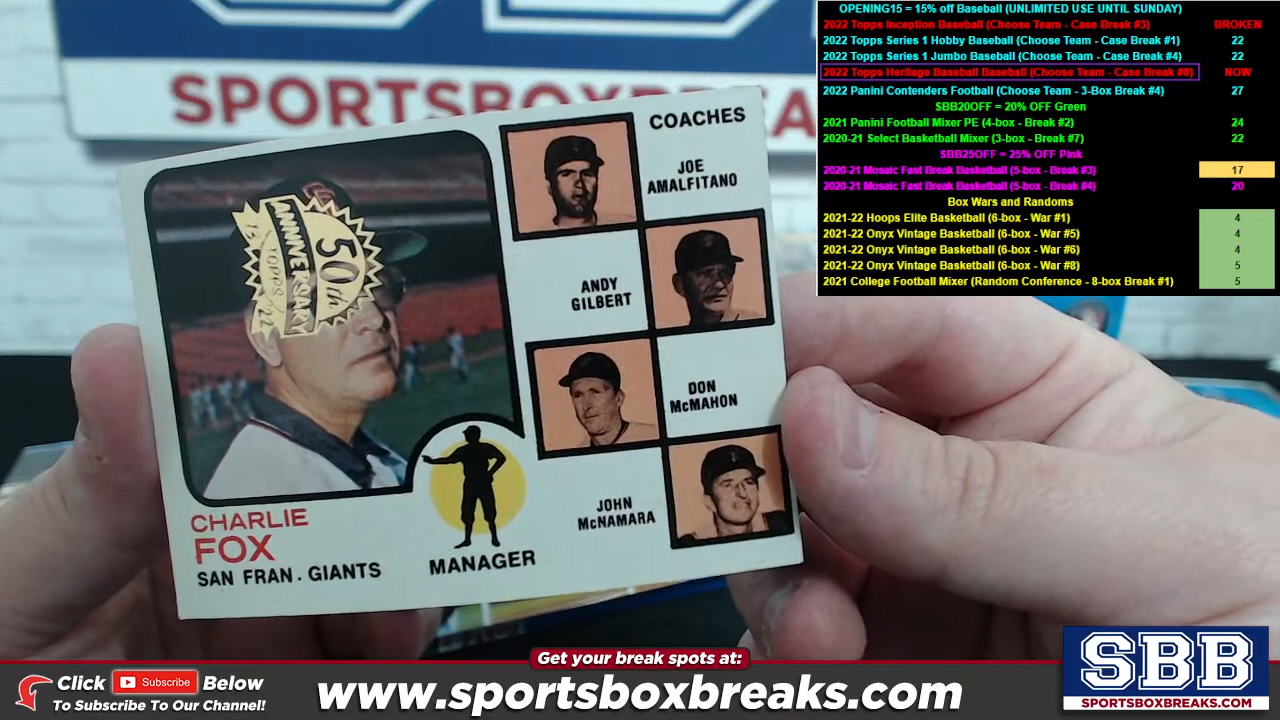 OPENING15 = 15% off Baseball (UNLIMITED USE UNTIL SUNDAY)
2022 Topps Inception Baseball (Choose Team - Case Break #3) BROKEN
2022 Topps Series 1 Hobby Baseball (Choose Team - Case Break #1) 22
2022 Topps Series 1 Jumbo Baseball (Choose Team - Case Break #4) 22
2022 Topps Heritage Baseball Baseball (Choose Team - Case Break #8) NOW
2022 Panini Contenders Football (Choose Team - 3-Box Break #4) 27
SBB20OFF = 20% OFF Green
2021 Panini Football Mixer PE (4-box - Break #2) 24
2020-21 Select Basketball Mixer (3-box - Break #7) 22
SBB25OFF = 25% OFF Pink
2020-21 Mosaic Fast Break Basketball (5-box - Break #3) 17
2020-21 Mosaic Fast Break Basketball (5-box - Break #4) 20
Box Wars and Randoms
2021-22 Hoops Elite Basketball (6-box - War #1) 4
2021-22 Onyx Vintage Basketball (6-box - War #5) 4
2021-22 Onyx Vintage Basketball (6-box - War #6) 4
2021-22 Onyx Vintage Basketball (6-box - War #8) 5
2021 College Football Mixer (Random Conference - 8-box Break #1) 5
SPORTSBOXBREA
COACHES
JOE
AMALFITANO
ANDY
GILBERT
DON
McMAHON
JOHN
McNAMARA
50th
ANNIVERSARY
73 TOPPS 22
CHARLIE
FOX
SAN FRAN. GIANTS
MANAGER
Get your break spots at:
Click Subscribe Below
To Subscribe To Our Channel!
www.sportsboxbreaks.com
SBB
SPORTSBOXBREAKS.COM